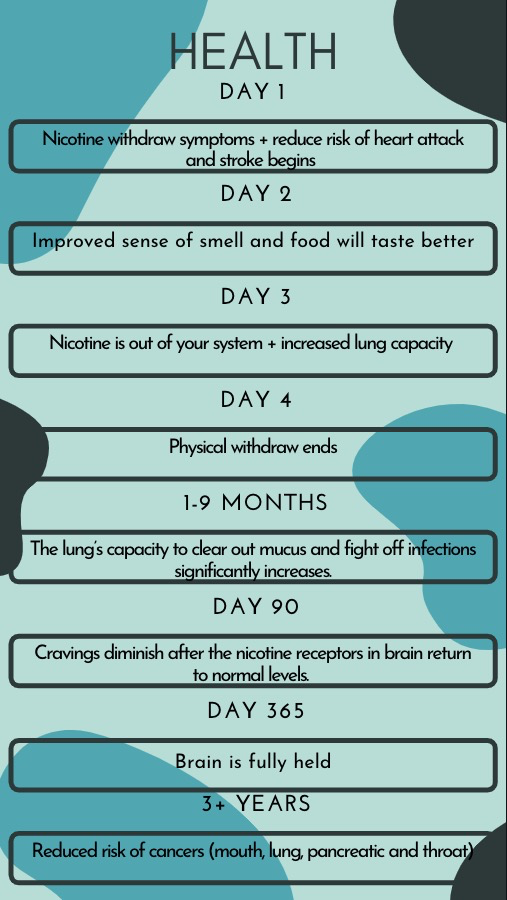 HEALTH
DAY 1
Nicotine withdraw symptoms + reduce risk of heart attack
and stroke begins
DAY 2
Improved sense of smell and food will taste better
DAY 3
Nicotine is out of your system + increased lung capacity
DAY 4
Physical withdraw ends
1-9 MONTHS
The lung's capacity to clear out mucus and fight off infections
significantly increases.
DAY 90
Cravings diminish after the nicotine receptors in brain return
to normal levels.
DAY 365
Brain is fully held
3+ YEARS
Reduced risk of cancers (mouth, lung, pancreatic and throat)